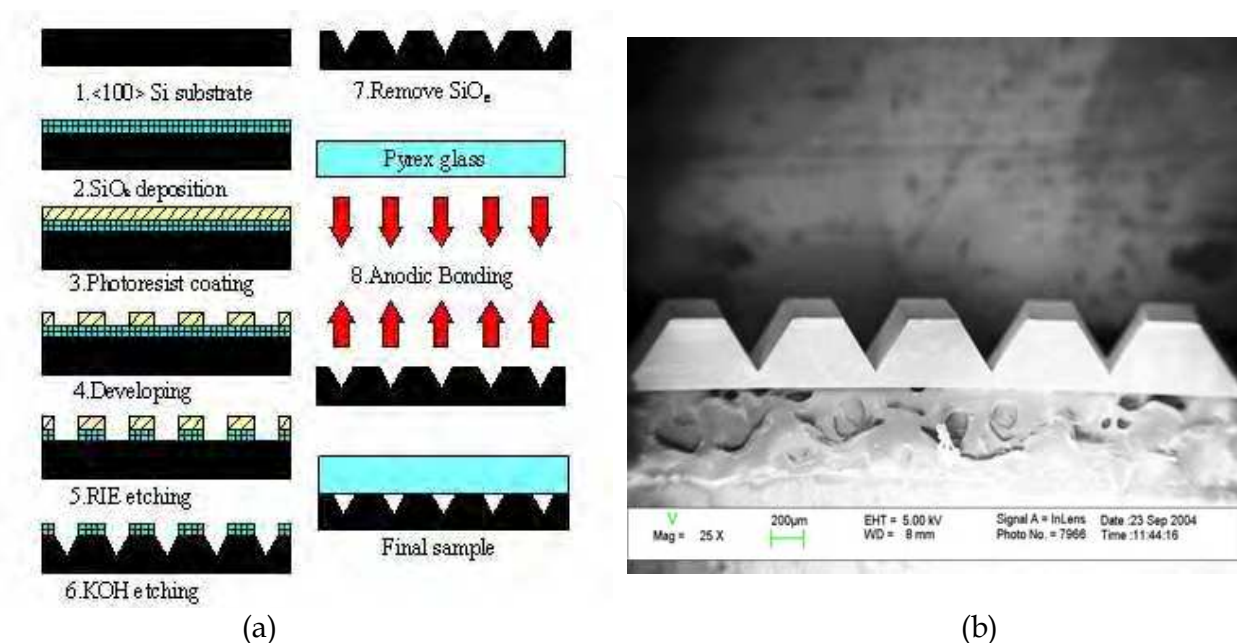 1.<100> Si substrate
2.SiO₂ deposition
3.Photoresist coating
4.Developing
5.RIE etching
6.KOH etching
7.Remove SiO₂
Pyrex glass
8.Anodic Bonding
Final sample
(a)
V
Mag = 25 X
200μm
EHT = 5.00 kV
WD = 8 mm
Signal A = InLens
Photo No. = 7966
Date :23 Sep 2004
Time :11:44:16
(b)